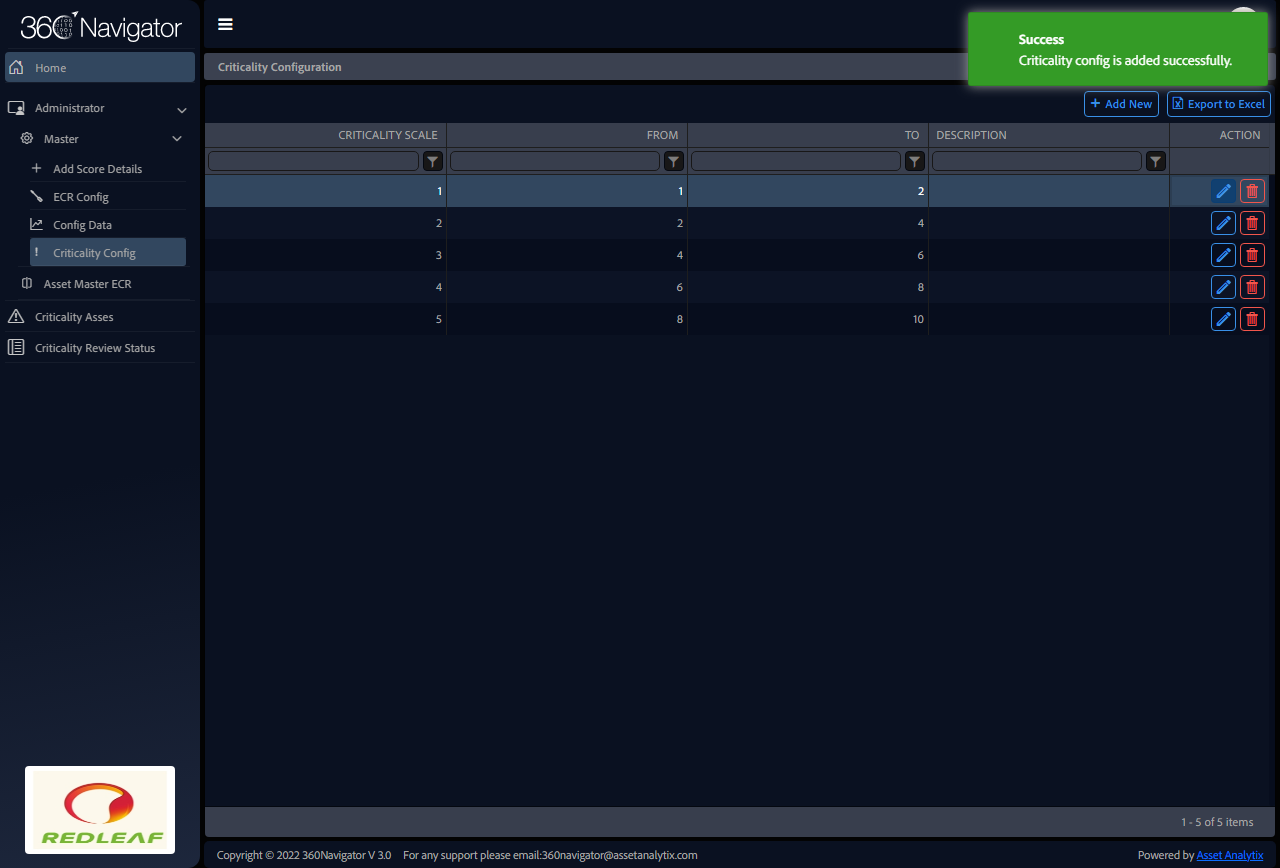 360 Navigator
Success
Criticality config is added successfully.
Home
Criticality Configuration
Administrator
Master
Add Score Details
ECR Config
Config Data
Criticality Config
Asset Master ECR
Criticality Asses
Criticality Review Status
Add New
Export to Excel
CRITICALITY SCALE FROM TO DESCRIPTION ACTION
1 1 2
2 2 4
3 4 6
4 6 8
5 8 10
REDLEAF
1 - 5 of 5 items
Copyright © 2022 360Navigator V 3.0 For any support please email:360navigator@assetanalytix.com Powered by Asset Analytix